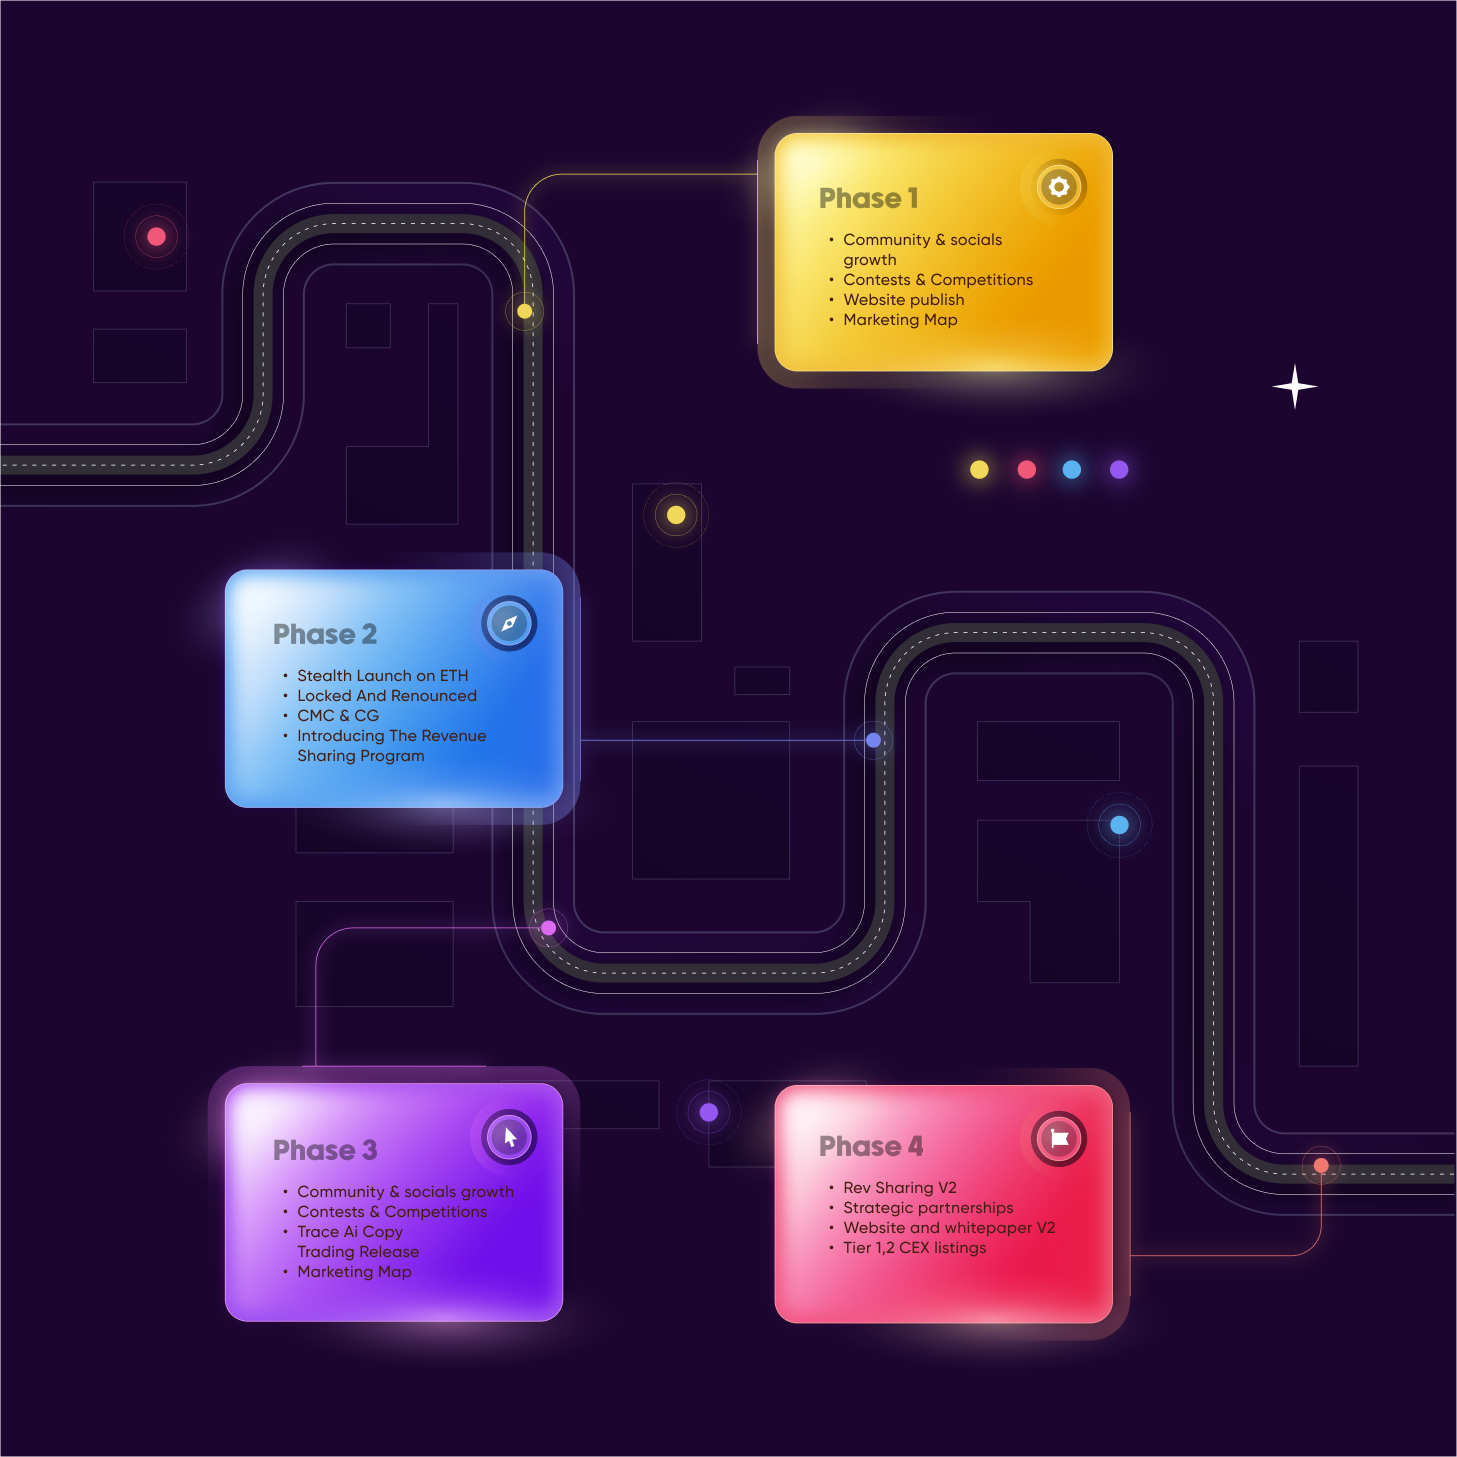 Phase 1
• Community & socials
growth
• Contests & Competitions
• Website publish
• Marketing Map
Phase 2
• Stealth Launch on ETH
• Locked And Renounced
• CMC & CG
• Introducing The Revenue
Sharing Program
Phase 3
• Community & socials growth
• Contests & Competitions
• Trace Ai Copy
Trading Release
• Marketing Map
Phase 4
• Rev Sharing V2
• Strategic partnerships
• Website and whitepaper V2
• Tier 1,2 CEX listings